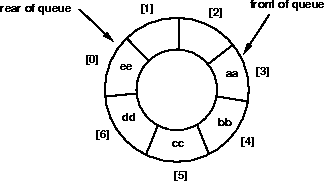 rear of queue
front of queue
[1]
[2]
[0]
ee
aa
[3]
dd
bb
[6]
cc
[4]
[5]